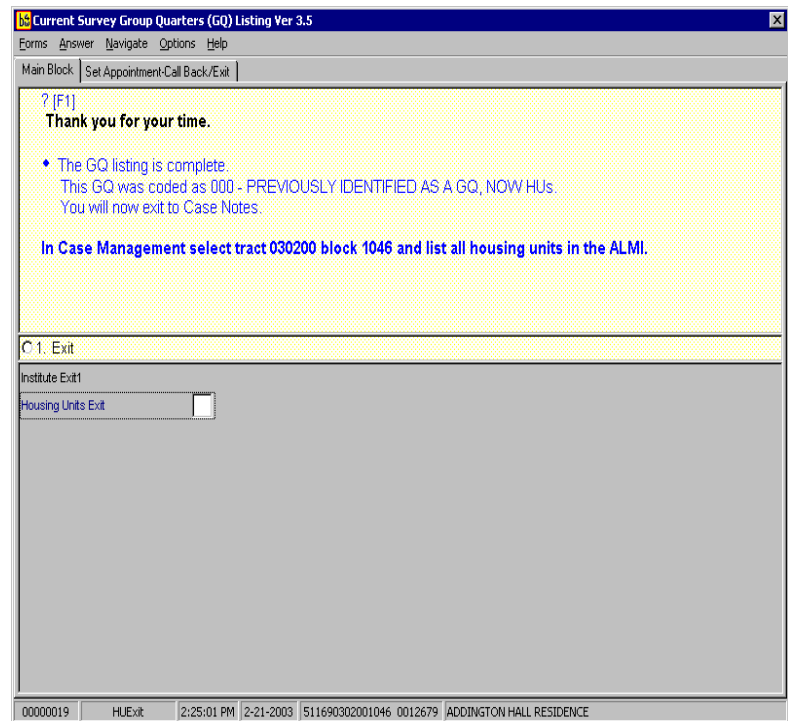 Current Survey Group Quarters (GQ) Listing Ver 3.5
Forms Answer Navigate Options Help
Main Block Set Appointment-Call Back/Exit
? [F1]
Thank you for your time.
The GQ listing is complete.
This GQ was coded as 000 - PREVIOUSLY IDENTIFIED AS A GQ, NOW HUs.
You will now exit to Case Notes.
In Case Management select tract 030200 block 1046 and list all housing units in the ALMI.
1. Exit
Institute Exit1
Housing Units Exit
00000019 HUExit 2:25:01 PM 2-21-2003 511690302001046 0012679 ADDINGTON HALL RESIDENCE